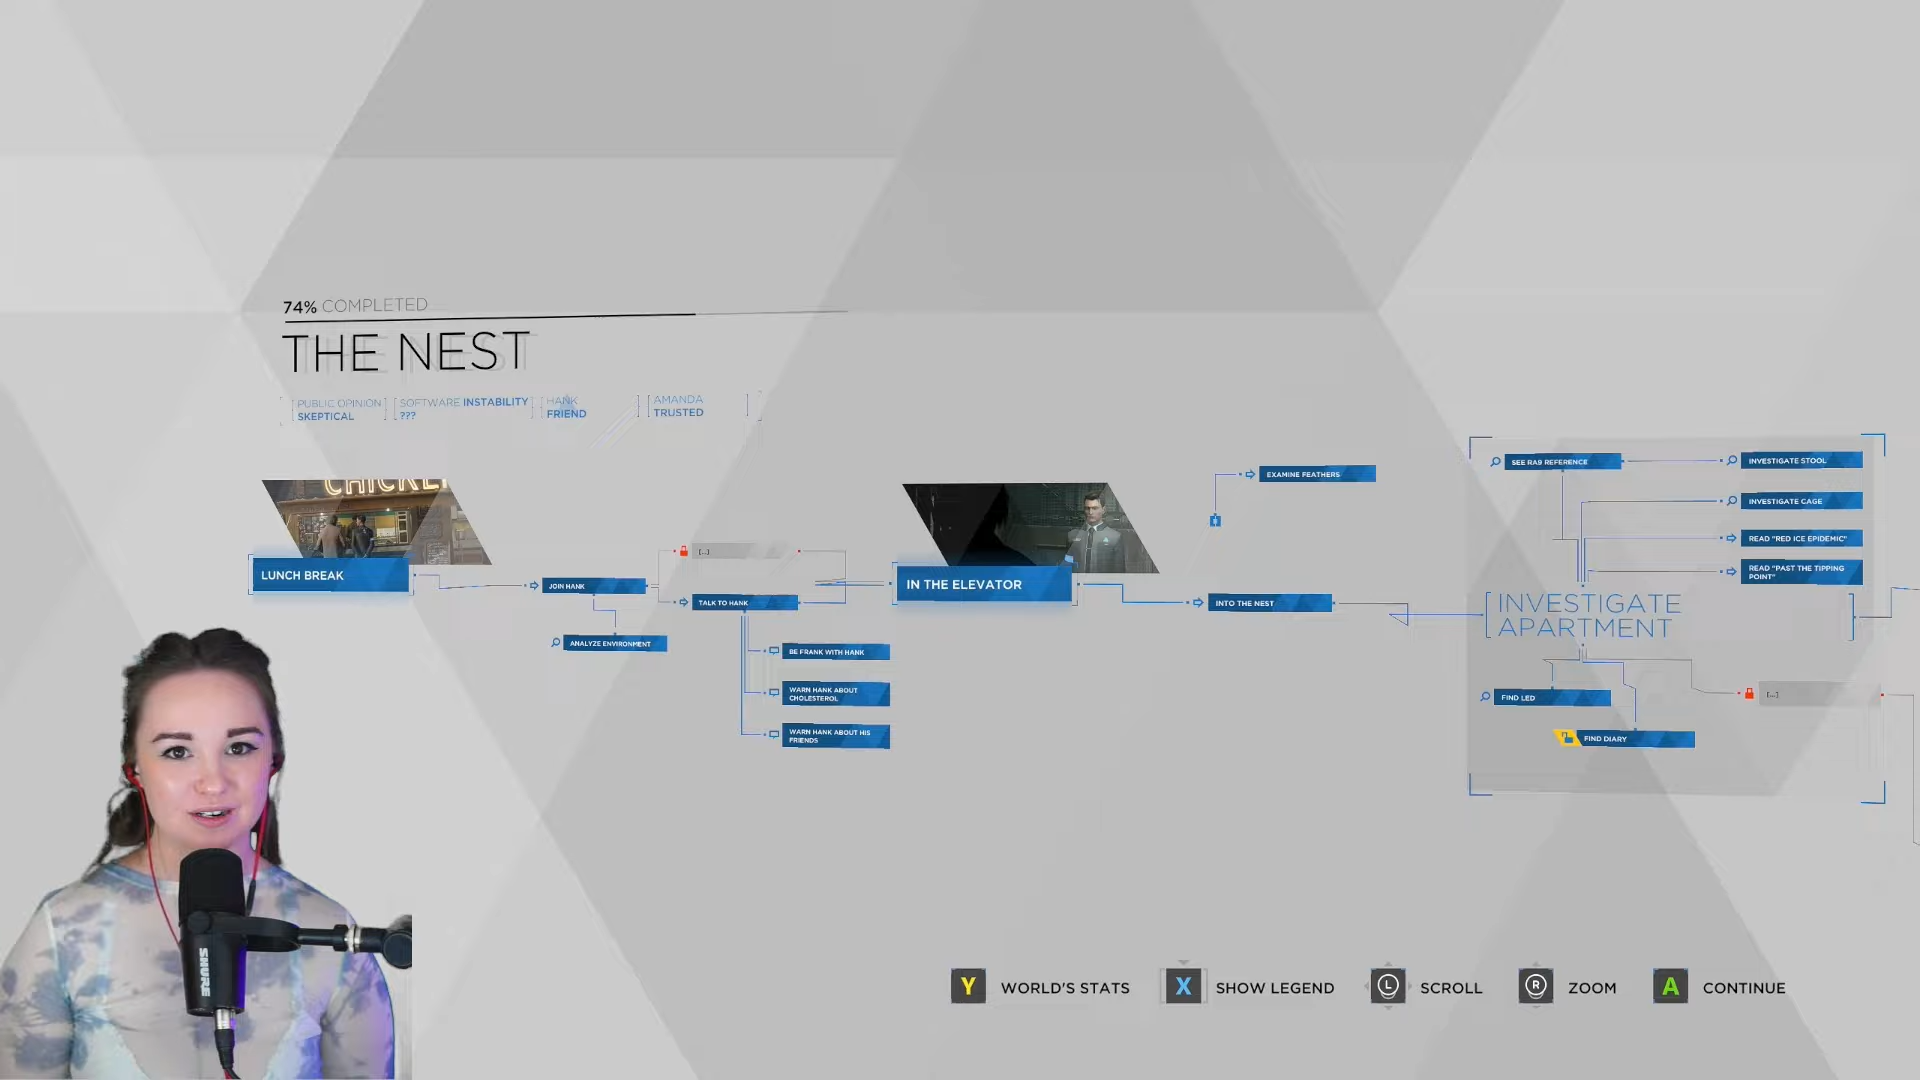 74% COMPLETED
THE NEST
PUBLIC OPINION
SKEPTICAL
SOFTWARE INSTABILITY
???
HANK
FRIEND
AMANDA
TRUSTED
LUNCH BREAK
JOIN HANK
ANALYZE ENVIRONMENT
[...]
TALK TO HANK
BE FRANK WITH HANK
WARN HANK ABOUT
CHOLESTEROL
WARN HANK ABOUT HIS
FRIENDS
IN THE ELEVATOR
EXAMINE FEATHERS
INTO THE NEST
SEE RA9 REFERENCE
INVESTIGATE STOOL
INVESTIGATE CAGE
READ "RED ICE EPIDEMIC"
READ "PAST THE TIPPING
POINT"
INVESTIGATE
APARTMENT
FIND LED
[...]
FIND DIARY
SHURE
Y WORLD'S STATS
X SHOW LEGEND
L SCROLL
R ZOOM
A CONTINUE